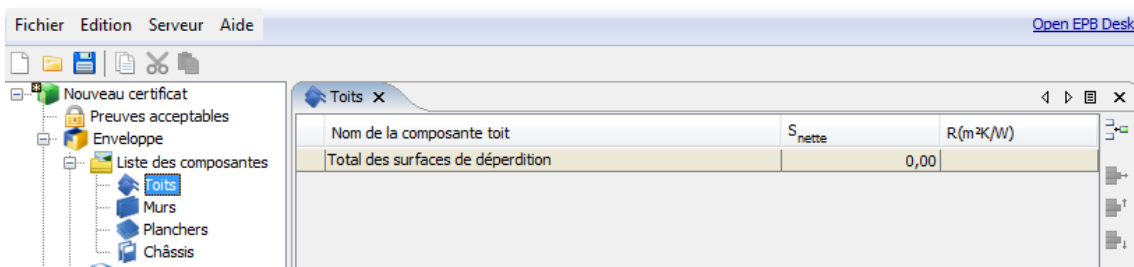 Fichier Edition Serveur Aide
Open EPB Desk
Nouveau certificat
Preuves acceptables
Enveloppe
Liste des composantes
Toits
Murs
Planchers
Châssis
Toits X
Nom de la composante toit S nette R(m²K/W)
Total des surfaces de déperdition 0,00